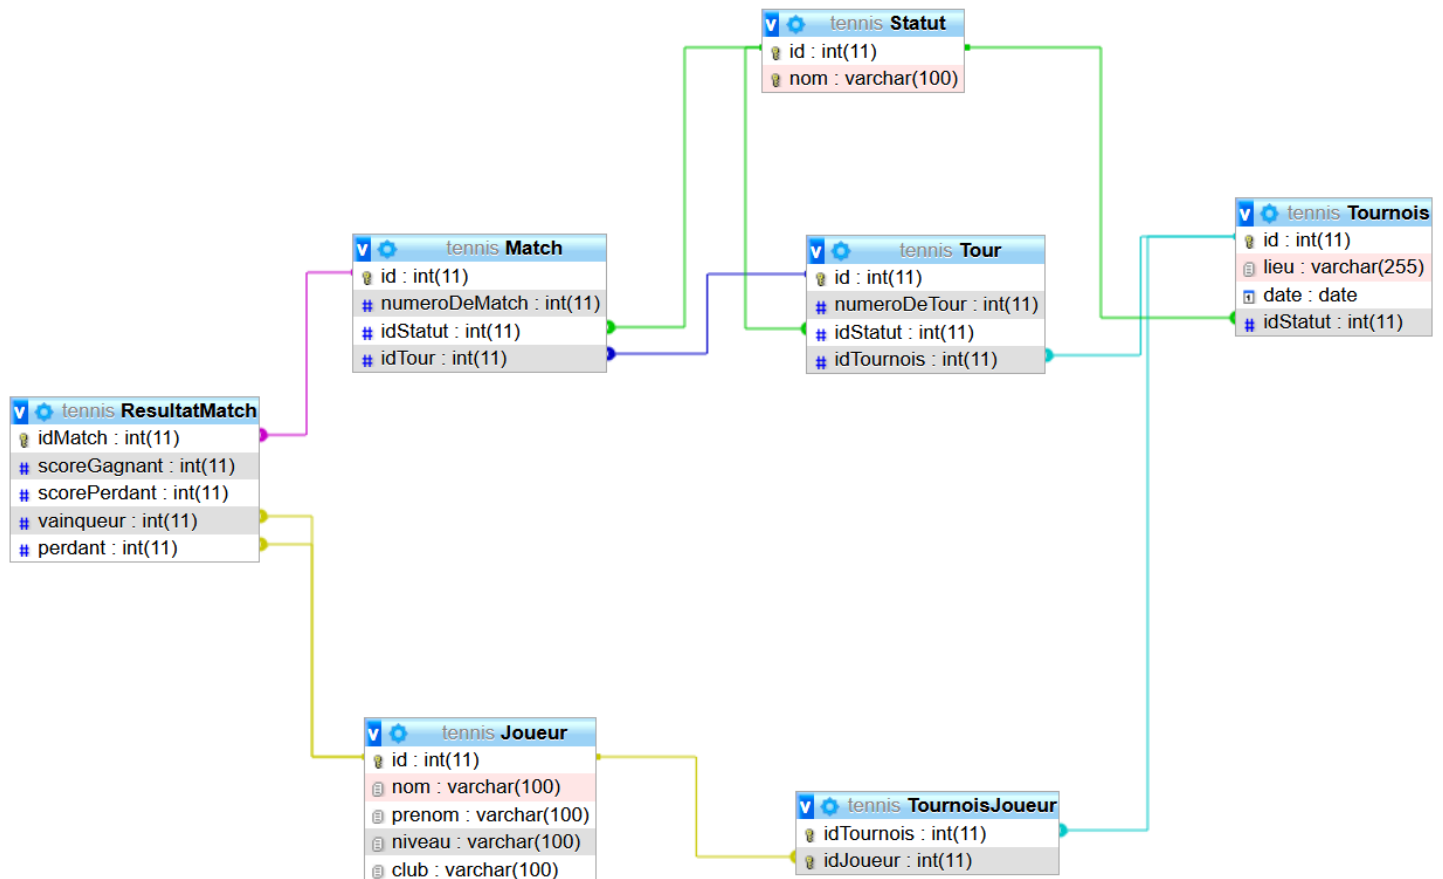 tennis Statut
id : int(11)
nom : varchar(100)
tennis Tournois
id : int(11)
lieu : varchar(255)
date : date
idStatut : int(11)
tennis Match
id : int(11)
numeroDeMatch : int(11)
idStatut : int(11)
idTour : int(11)
tennis Tour
id : int(11)
numeroDeTour : int(11)
idStatut : int(11)
idTournois : int(11)
tennis ResultatMatch
idMatch : int(11)
scoreGagnant : int(11)
scorePerdant : int(11)
vainqueur : int(11)
perdant : int(11)
tennis Joueur
id : int(11)
nom : varchar(100)
prenom : varchar(100)
niveau : varchar(100)
club : varchar(100)
tennis TournoisJoueur
idTournois : int(11)
idJoueur : int(11)